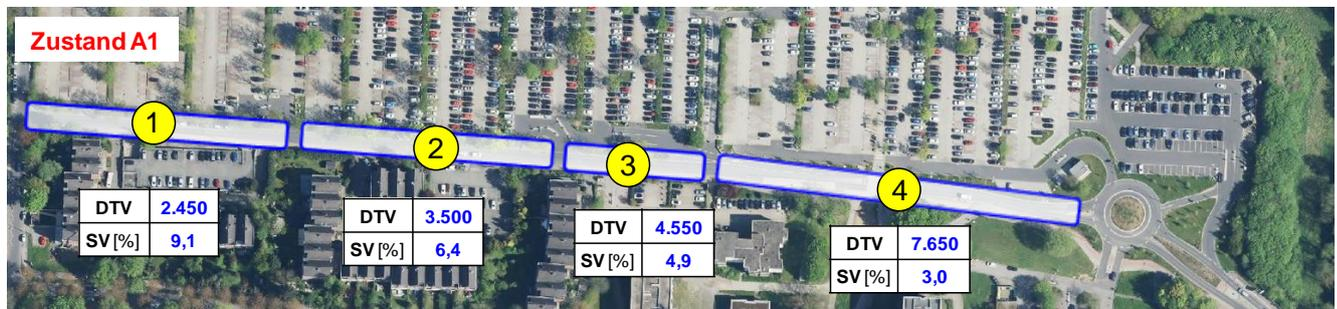 Zustand A1
1
2
3
4
DTV 2.450
SV [%] 9,1
DTV 3.500
SV [%] 6,4
DTV 4.550
SV [%] 4,9
DTV 7.650
SV [%] 3,0